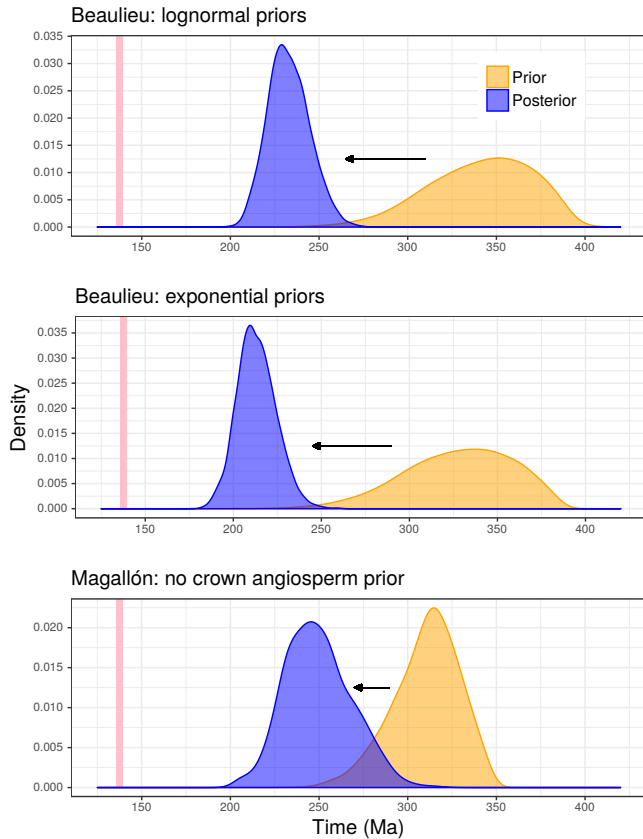 Beaulieu: lognormal priors
0.035
0.030
0.025
0.020
0.015
0.010
0.005
0.000
Prior
Posterior
150 200 250 300 350 400
Beaulieu: exponential priors
0.035
0.030
0.025
0.020
0.015
0.010
0.005
0.000
150 200 250 300 350 400
Density
Magallón: no crown angiosperm prior
0.020
0.015
0.010
0.005
0.000
150 200 250 300 350 400
Time (Ma)